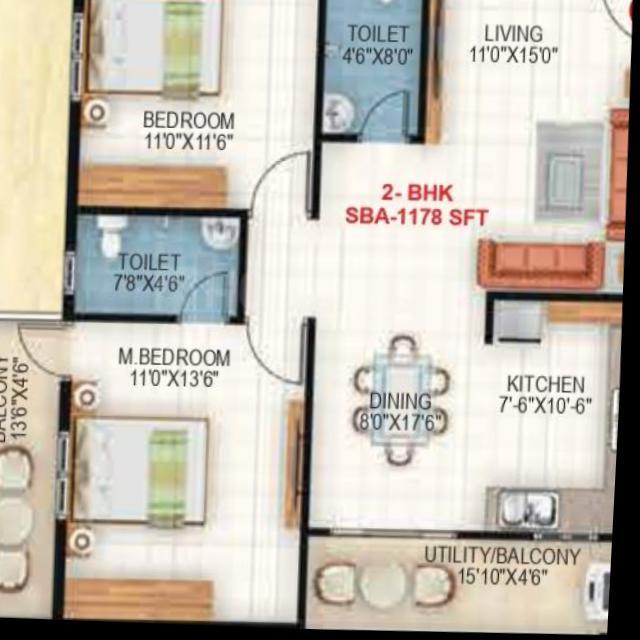 TOILET
4'6"X8'0"
LIVING
11'0"X15'0"
BEDROOM
11'0"X11'6"
2- BHK
SBA-1178 SFT
TOILET
7'8"X4'6"
M.BEDROOM
11'0"X13'6"
DINING
8'0"X17'6"
KITCHEN
7'-6"X10'-6"
13'6"X4'6"
UTILITY/BALCONY
15'10"X4'6"